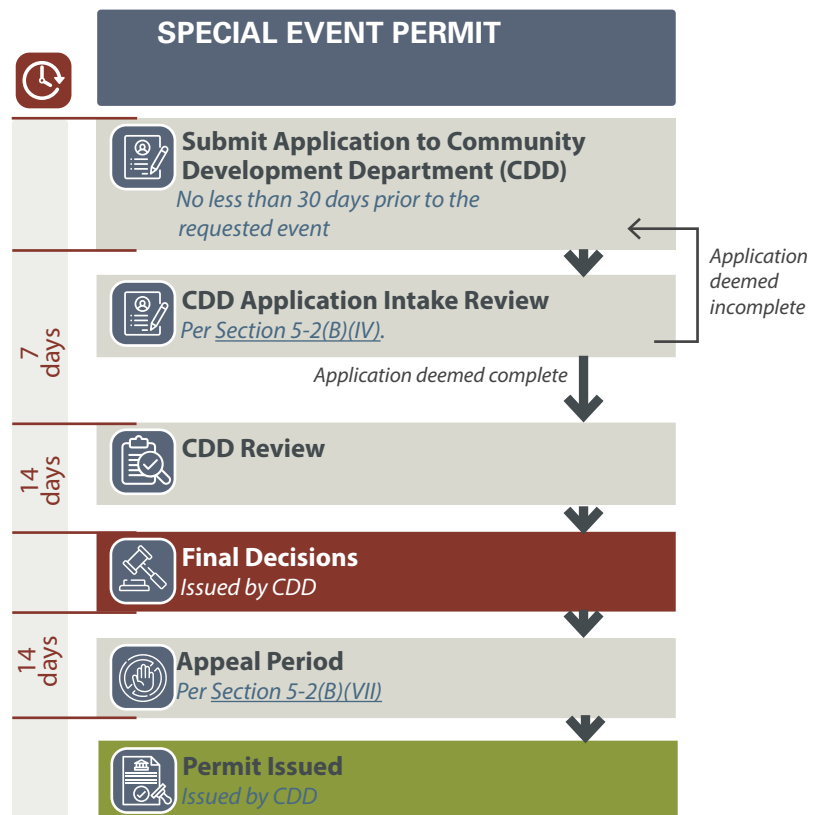 SPECIAL EVENT PERMIT
Submit Application to Community
Development Department (CDD)
No less than 30 days prior to the
requested event
Application
deemed
incomplete
7
days
CDD Application Intake Review
Per Section 5-2(B)(IV).
Application deemed complete
14
days
CDD Review
Final Decisions
Issued by CDD
14
days
Appeal Period
Per Section 5-2(B)(VII)
Permit Issued
Issued by CDD